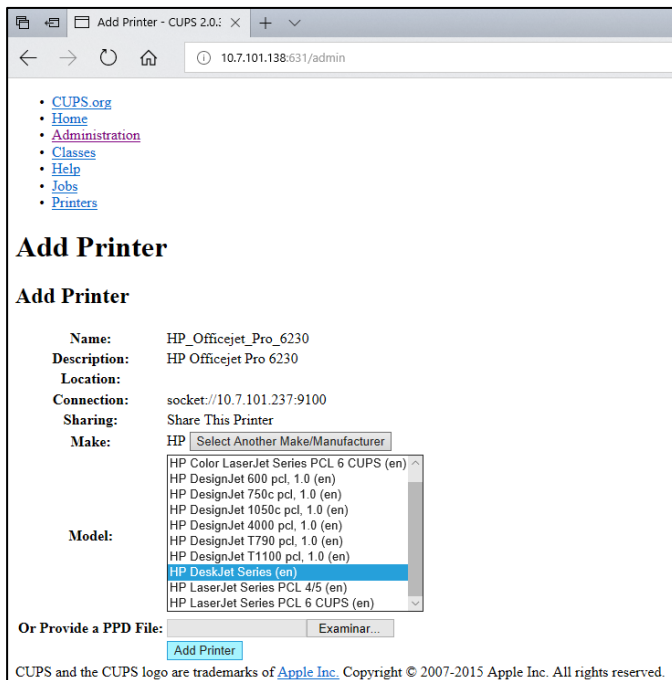 Add Printer - CUPS 2.0.:
10.7.101.138:631/admin
CUPS.org
Home
Administration
Classes
Help
Jobs
Printers
Add Printer
Add Printer
Name: HP_Officejet_Pro_6230
Description: HP Officejet Pro 6230
Location:
Connection: socket://10.7.101.237:9100
Sharing: Share This Printer
Make: HP Select Another Make/Manufacturer
HP Color LaserJet Series PCL 6 CUPS (en)
HP DesignJet 600 pcl, 1.0 (en)
HP DesignJet 750c pcl, 1.0 (en)
HP DesignJet 1050c pcl, 1.0 (en)
HP DesignJet 4000 pcl, 1.0 (en)
HP DesignJet T790 pcl, 1.0 (en)
Model:
HP DesignJet T1100 pcl, 1.0 (en)
HP DeskJet Series (en)
HP LaserJet Series PCL 4/5 (en)
HP LaserJet Series PCL 6 CUPS (en)
Or Provide a PPD File: Examinar...
Add Printer
CUPS and the CUPS logo are trademarks of Apple Inc. Copyright © 2007-2015 Apple Inc. All rights reserved.